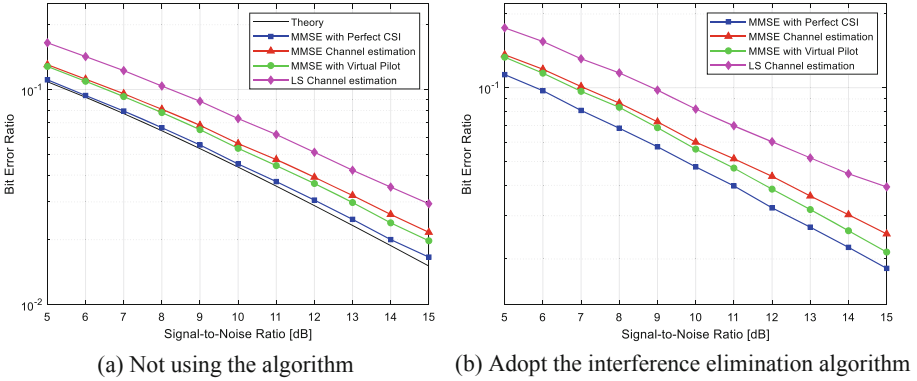 Theory
MMSE with Perfect CSI
MMSE Channel estimation
MMSE with Virtual Pilot
LS Channel estimation
10^-1
10^-2
Bit Error Ratio
5 6 7 8 9 10 11 12 13 14 15
Signal-to-Noise Ratio [dB]
(a) Not using the algorithm
MMSE with Perfect CSI
MMSE Channel estimation
MMSE with Virtual Pilot
LS Channel estimation
10^-1
Bit Error Ratio
5 6 7 8 9 10 11 12 13 14 15
Signal-to-Noise Ratio [dB]
(b) Adopt the interference elimination algorithm